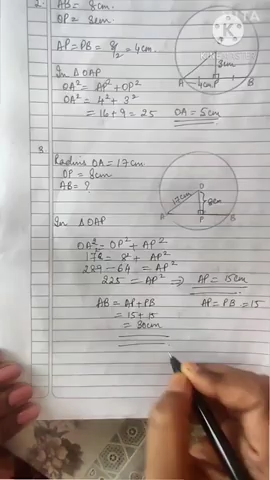 2. AB = 8cm
OP = 3cm.
AP = PB = 8/2 = 4cm.
In △OAP
OA² = AP² + OP²
OA² = 4² + 3²
= 16 + 9 = 25 OA = 5cm
3cm
A 4cm P B
3.
Radius OA = 17cm
OP = 8cm
AB = ?
O
17cm 8cm
A P B
In △OAP
OA² = OP² + AP²
17² = 8² + AP²
289 - 64 = AP²
225 = AP² ⇒ AP = 15cm
AB = AP + PB AP = PB = 15
= 15 + 15
= 30cm